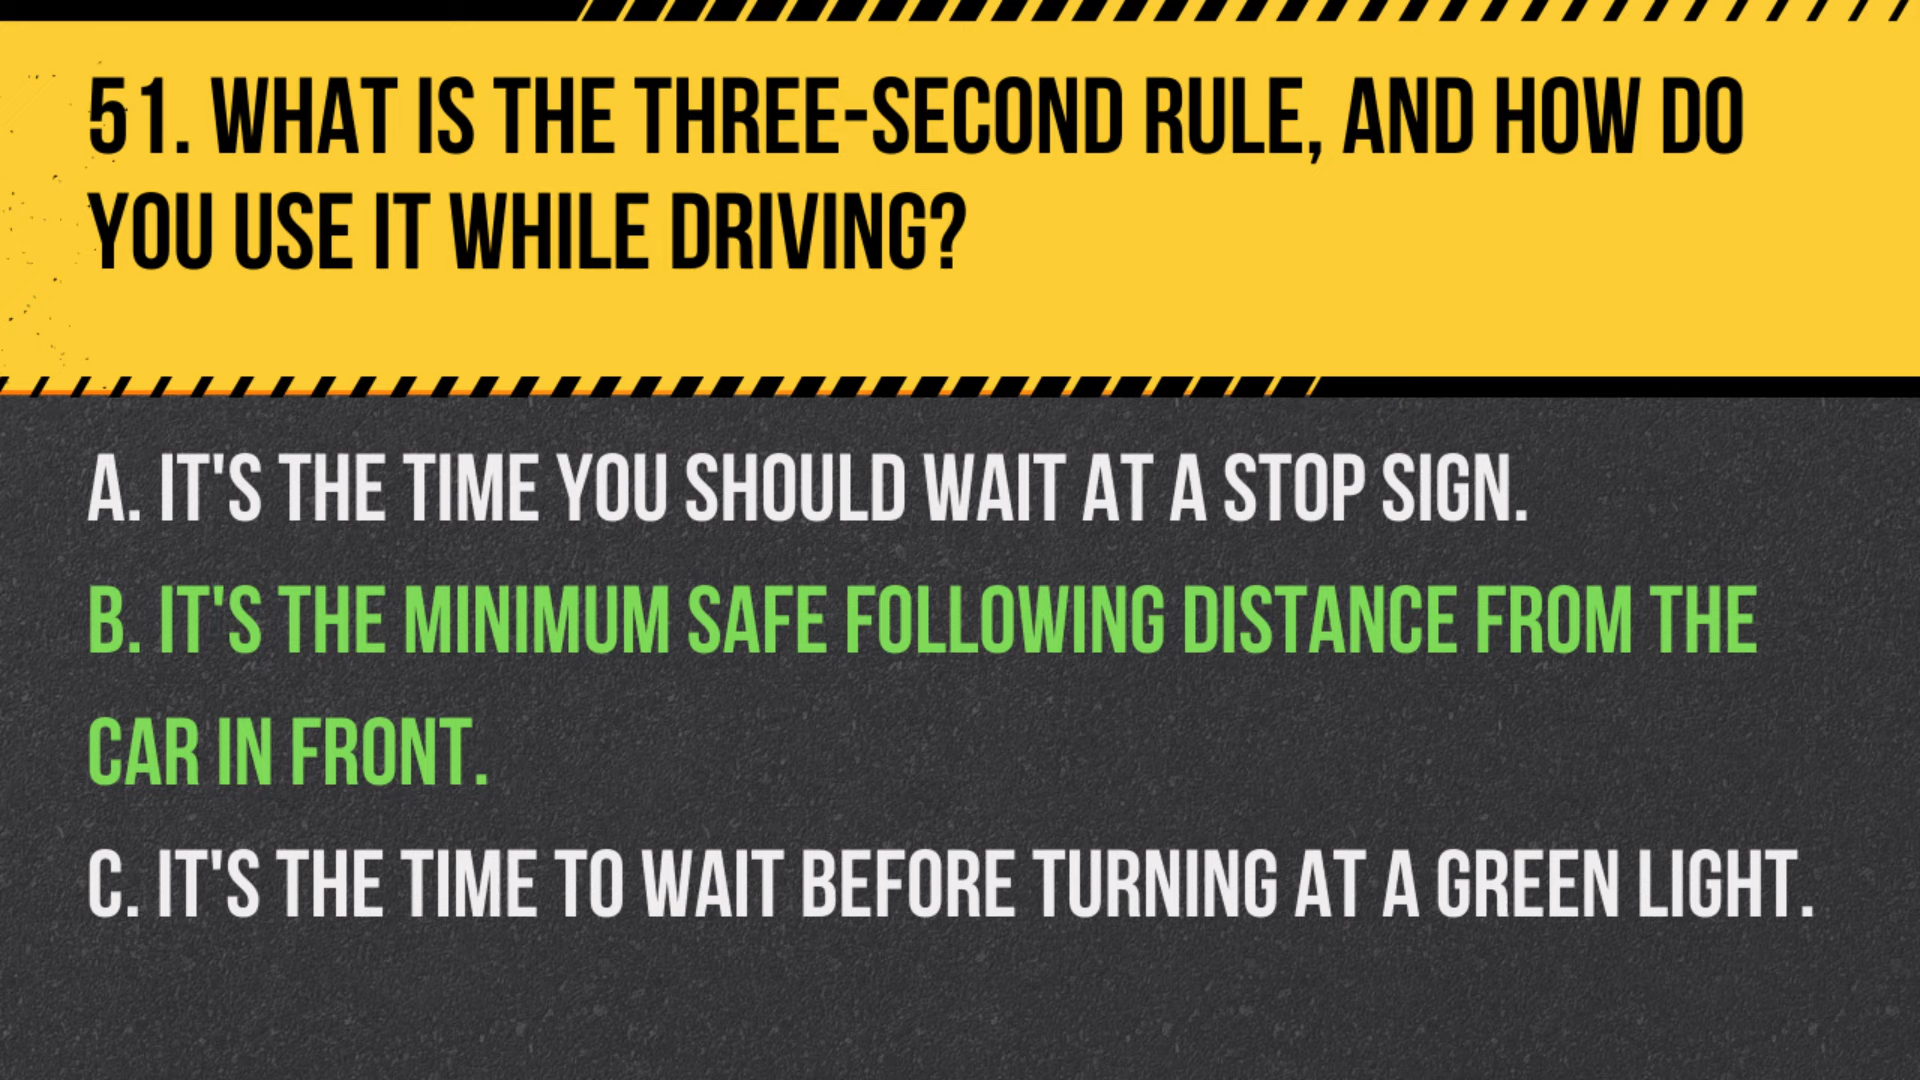 51. WHAT IS THE THREE-SECOND RULE, AND HOW DO
YOU USE IT WHILE DRIVING?
A. IT'S THE TIME YOU SHOULD WAIT AT A STOP SIGN.
B. IT'S THE MINIMUM SAFE FOLLOWING DISTANCE FROM THE
CAR IN FRONT.
C. IT'S THE TIME TO WAIT BEFORE TURNING AT A GREEN LIGHT.